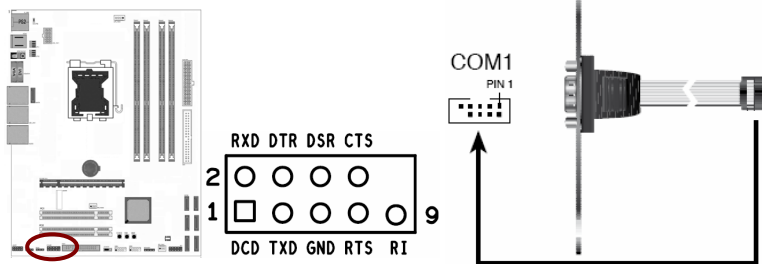 RXD DTR DSR CTS
2
1
9
DCD TXD GND RTS RI
COM1
PIN 1